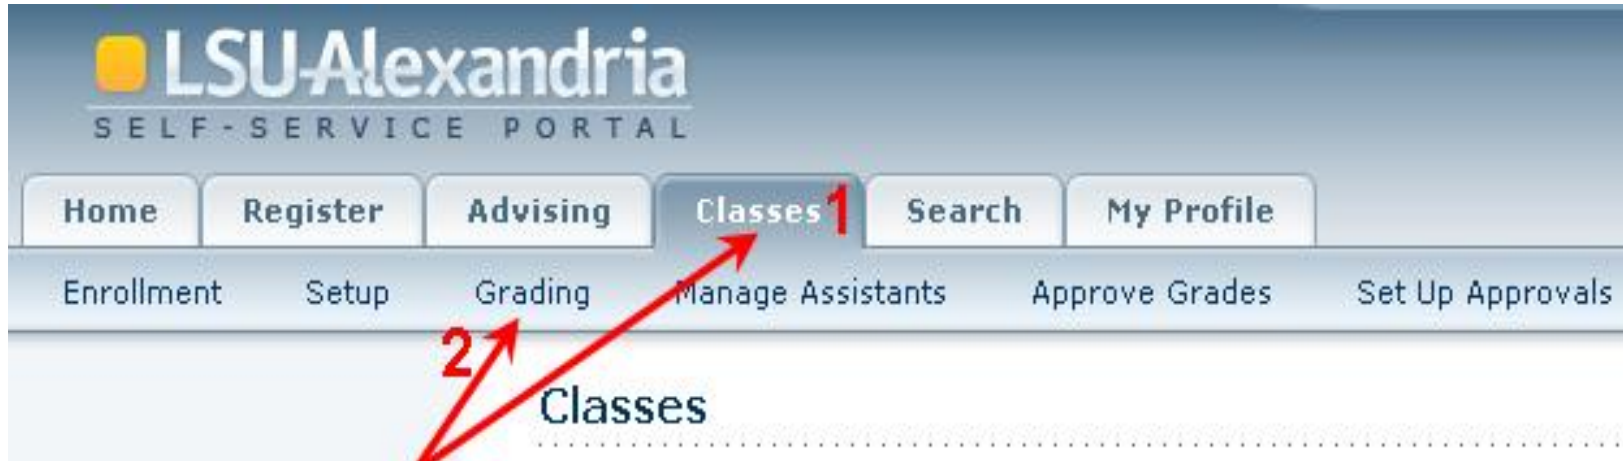 LSU-Alexandria
SELF-SERVICE PORTAL
Home Register Advising Classes 1 Search My Profile
Enrollment Setup Grading Manage Assistants Approve Grades Set Up Approvals
2
Classes